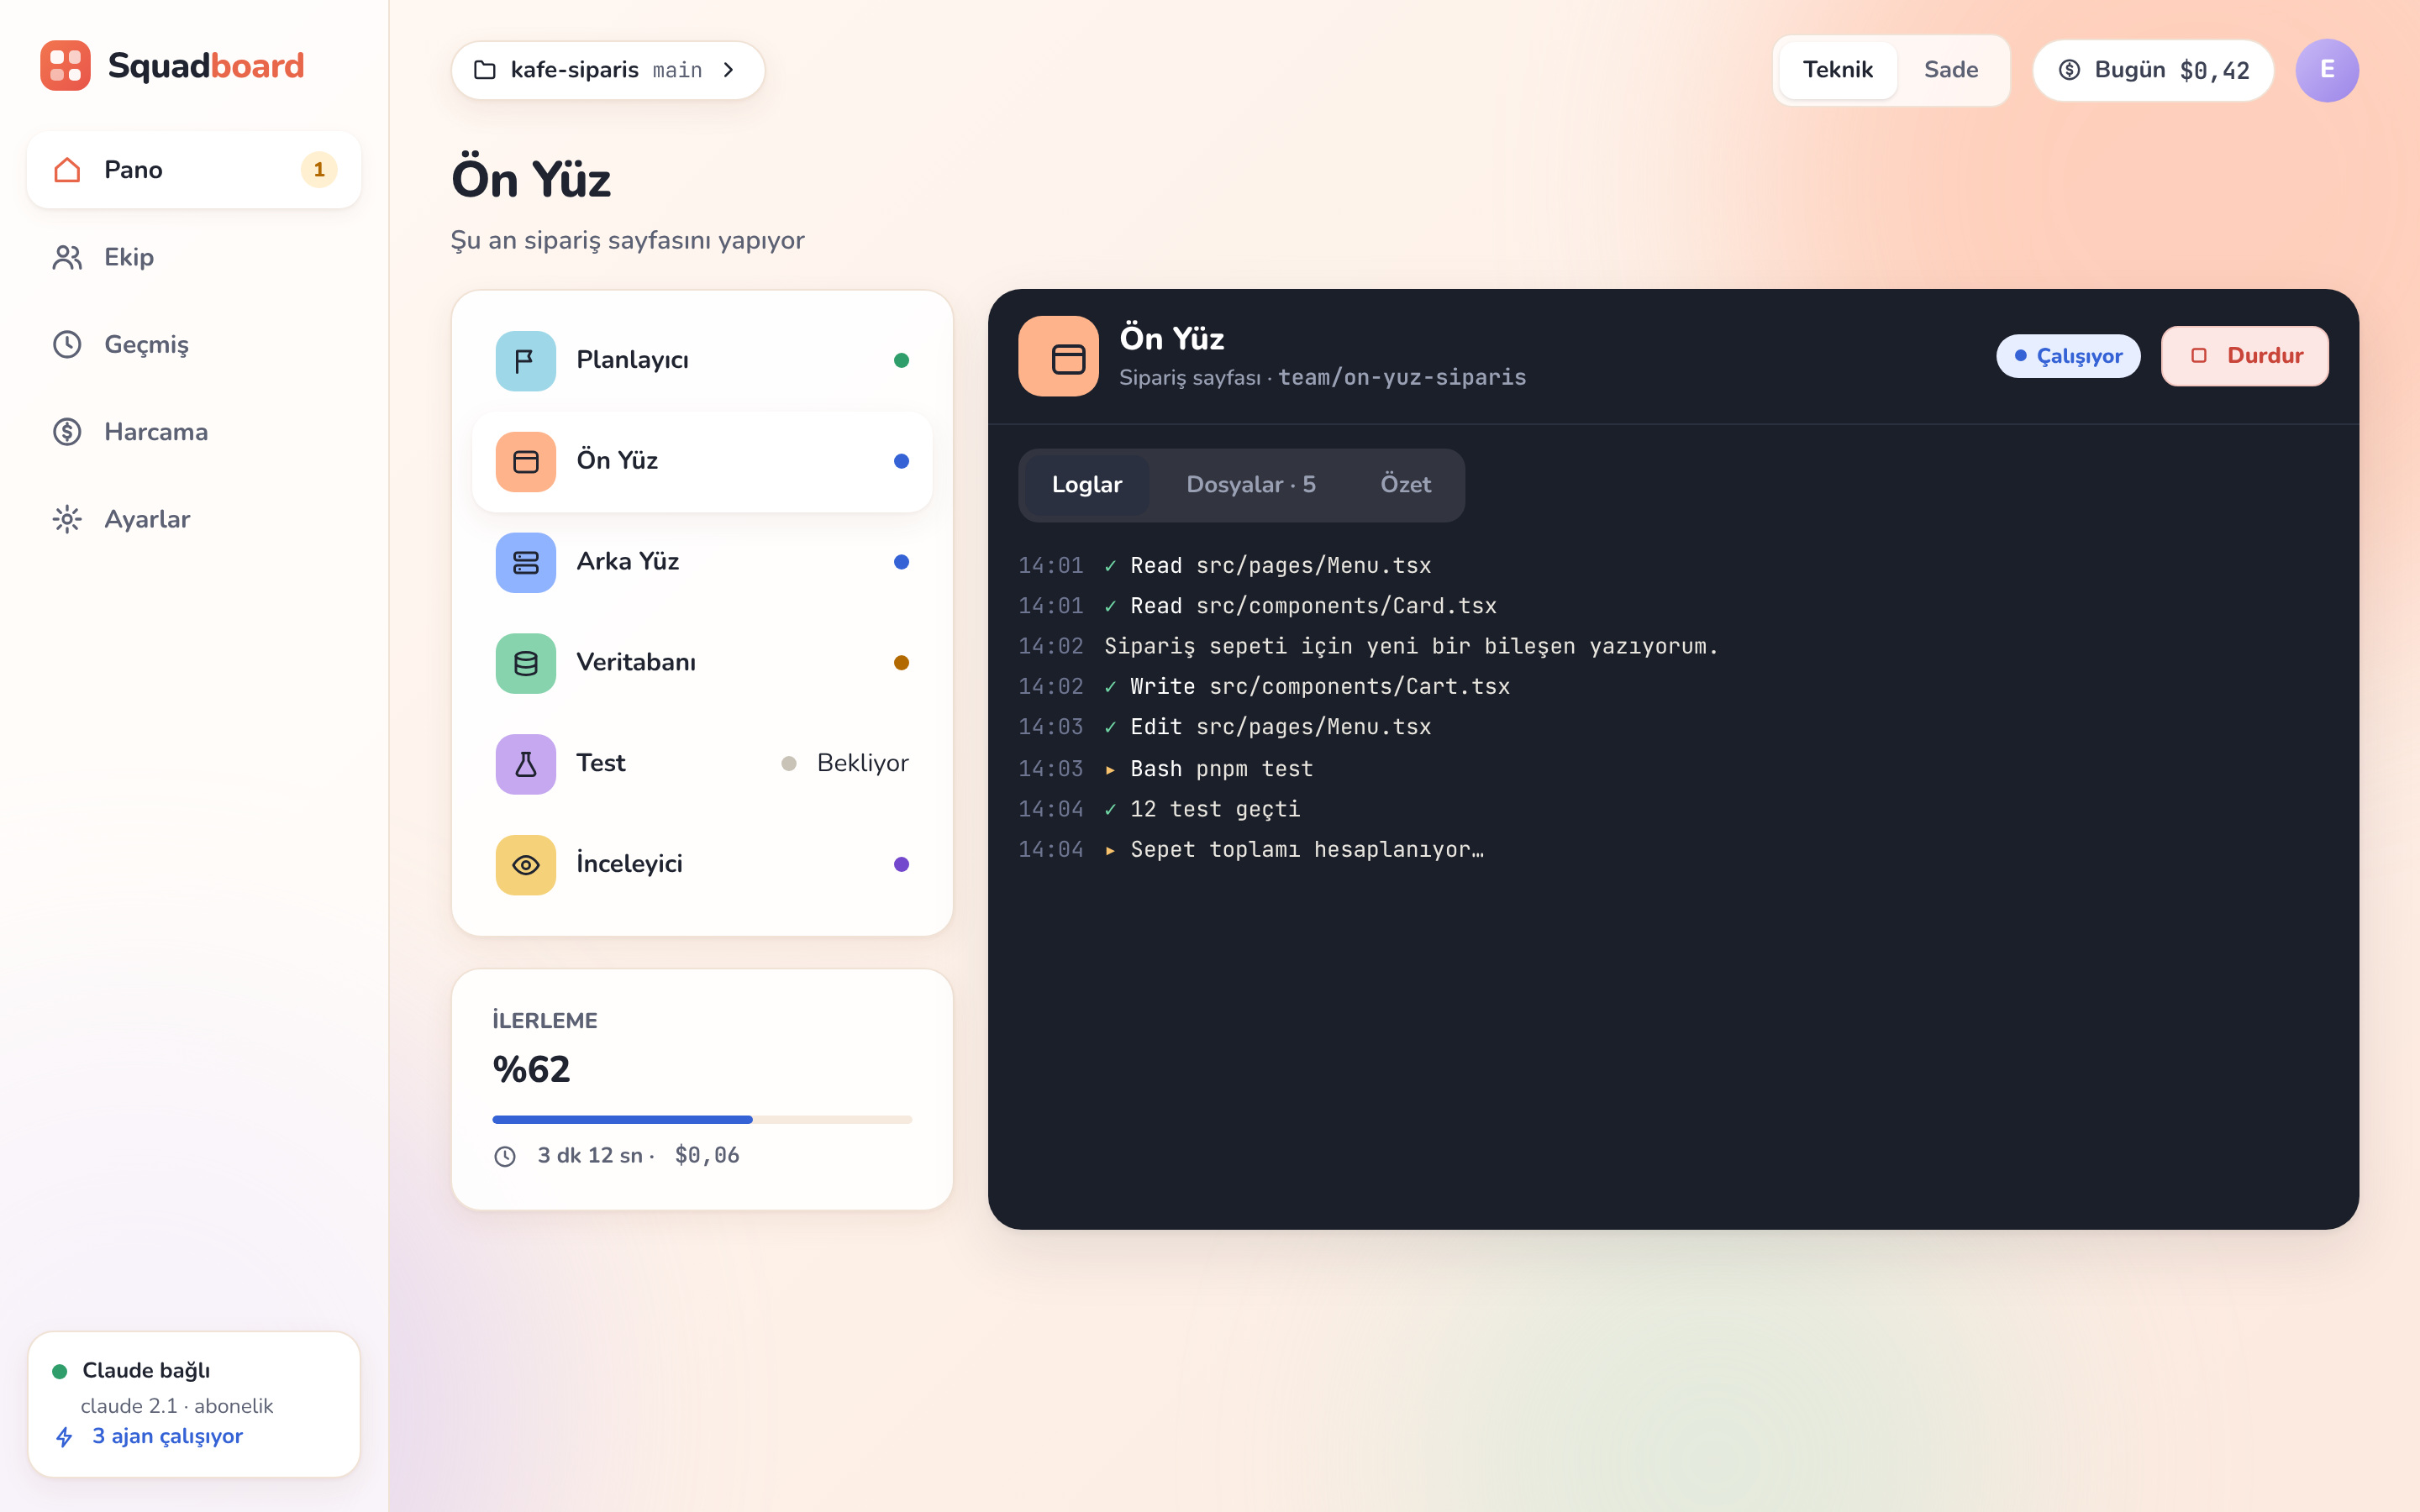 Squadboard
Pano 1
Ekip
Geçmiş
Harcama
Ayarlar
Claude bağlı
claude 2.1 · abonelik
3 ajan çalışıyor
kafe-siparis main
Teknik Sade
Bugün $0,42
E
Ön Yüz
Şu an sipariş sayfasını yapıyor
Planlayıcı
Ön Yüz
Arka Yüz
Veritabanı
Test Bekliyor
İnceleyici
İLERLEME
%62
3 dk 12 sn · $0,06
Ön Yüz
Sipariş sayfası · team/on-yuz-siparis
Çalışıyor
Durdur
Loglar Dosyalar · 5 Özet
14:01 ✓ Read src/pages/Menu.tsx
14:01 ✓ Read src/components/Card.tsx
14:02 Sipariş sepeti için yeni bir bileşen yazıyorum.
14:02 ✓ Write src/components/Cart.tsx
14:03 ✓ Edit src/pages/Menu.tsx
14:03 ▸ Bash pnpm test
14:04 ✓ 12 test geçti
14:04 ▸ Sepet toplamı hesaplanıyor…